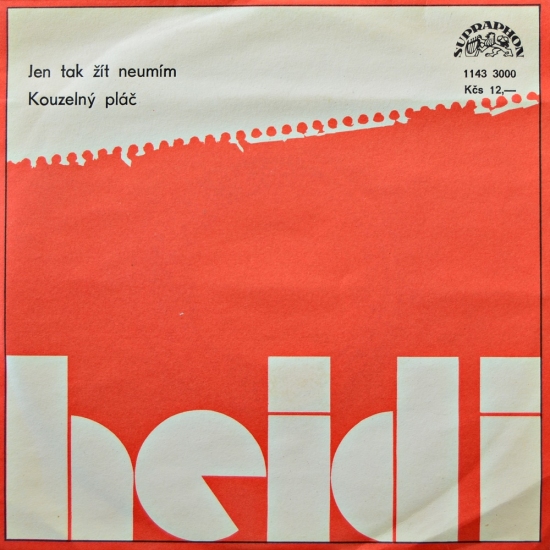 Jen tak žít neumím
Kouzelný pláč
SUPRAPHON
1143 3000
Kčs 12,—
heidi